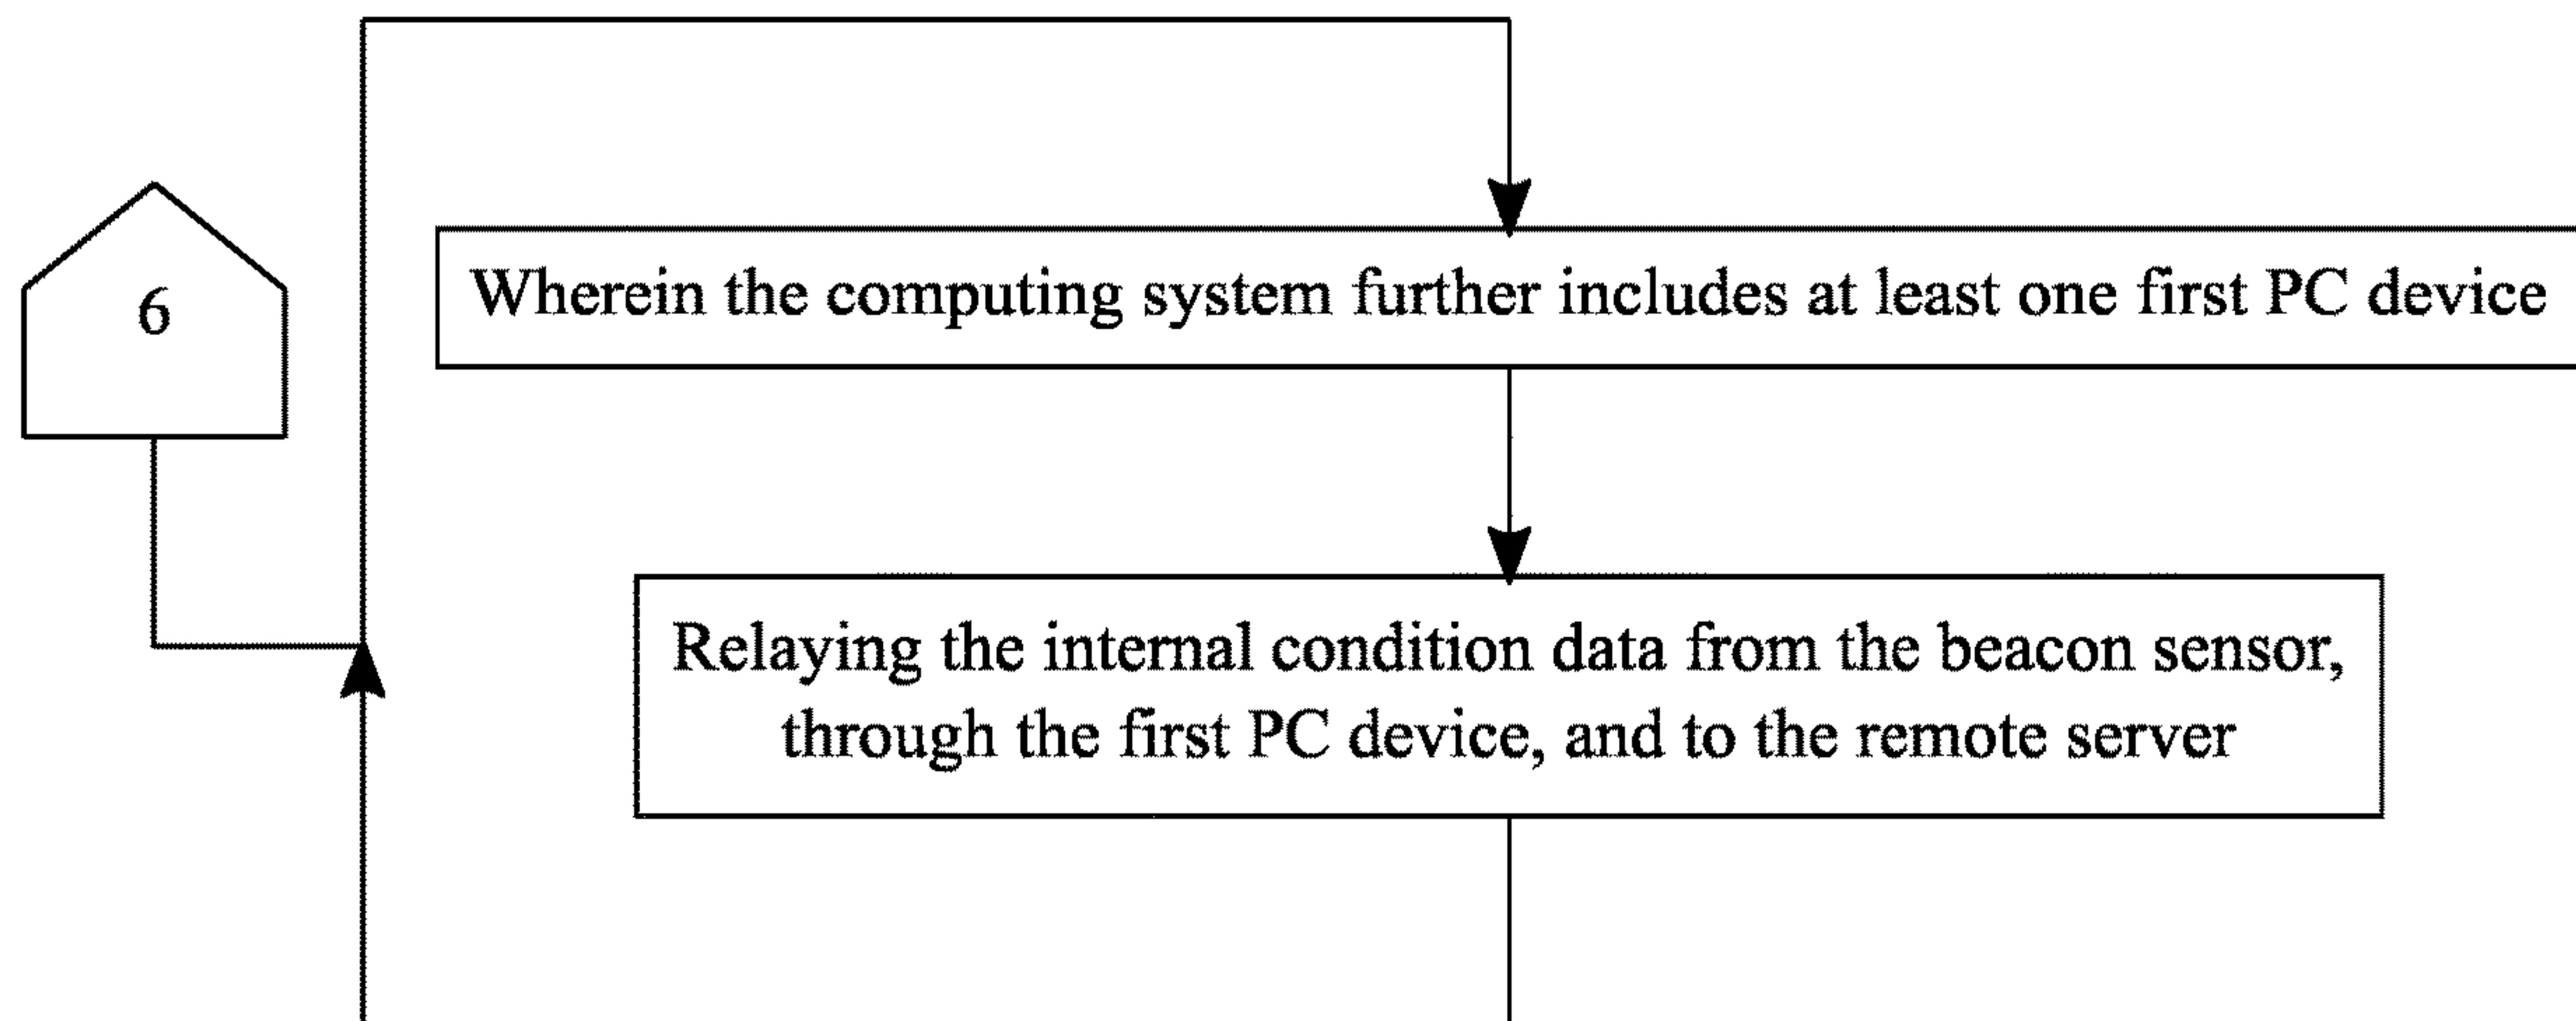 6
Wherein the computing system further includes at least one first PC device
Relaying the internal condition data from the beacon sensor,
through the first PC device, and to the remote server